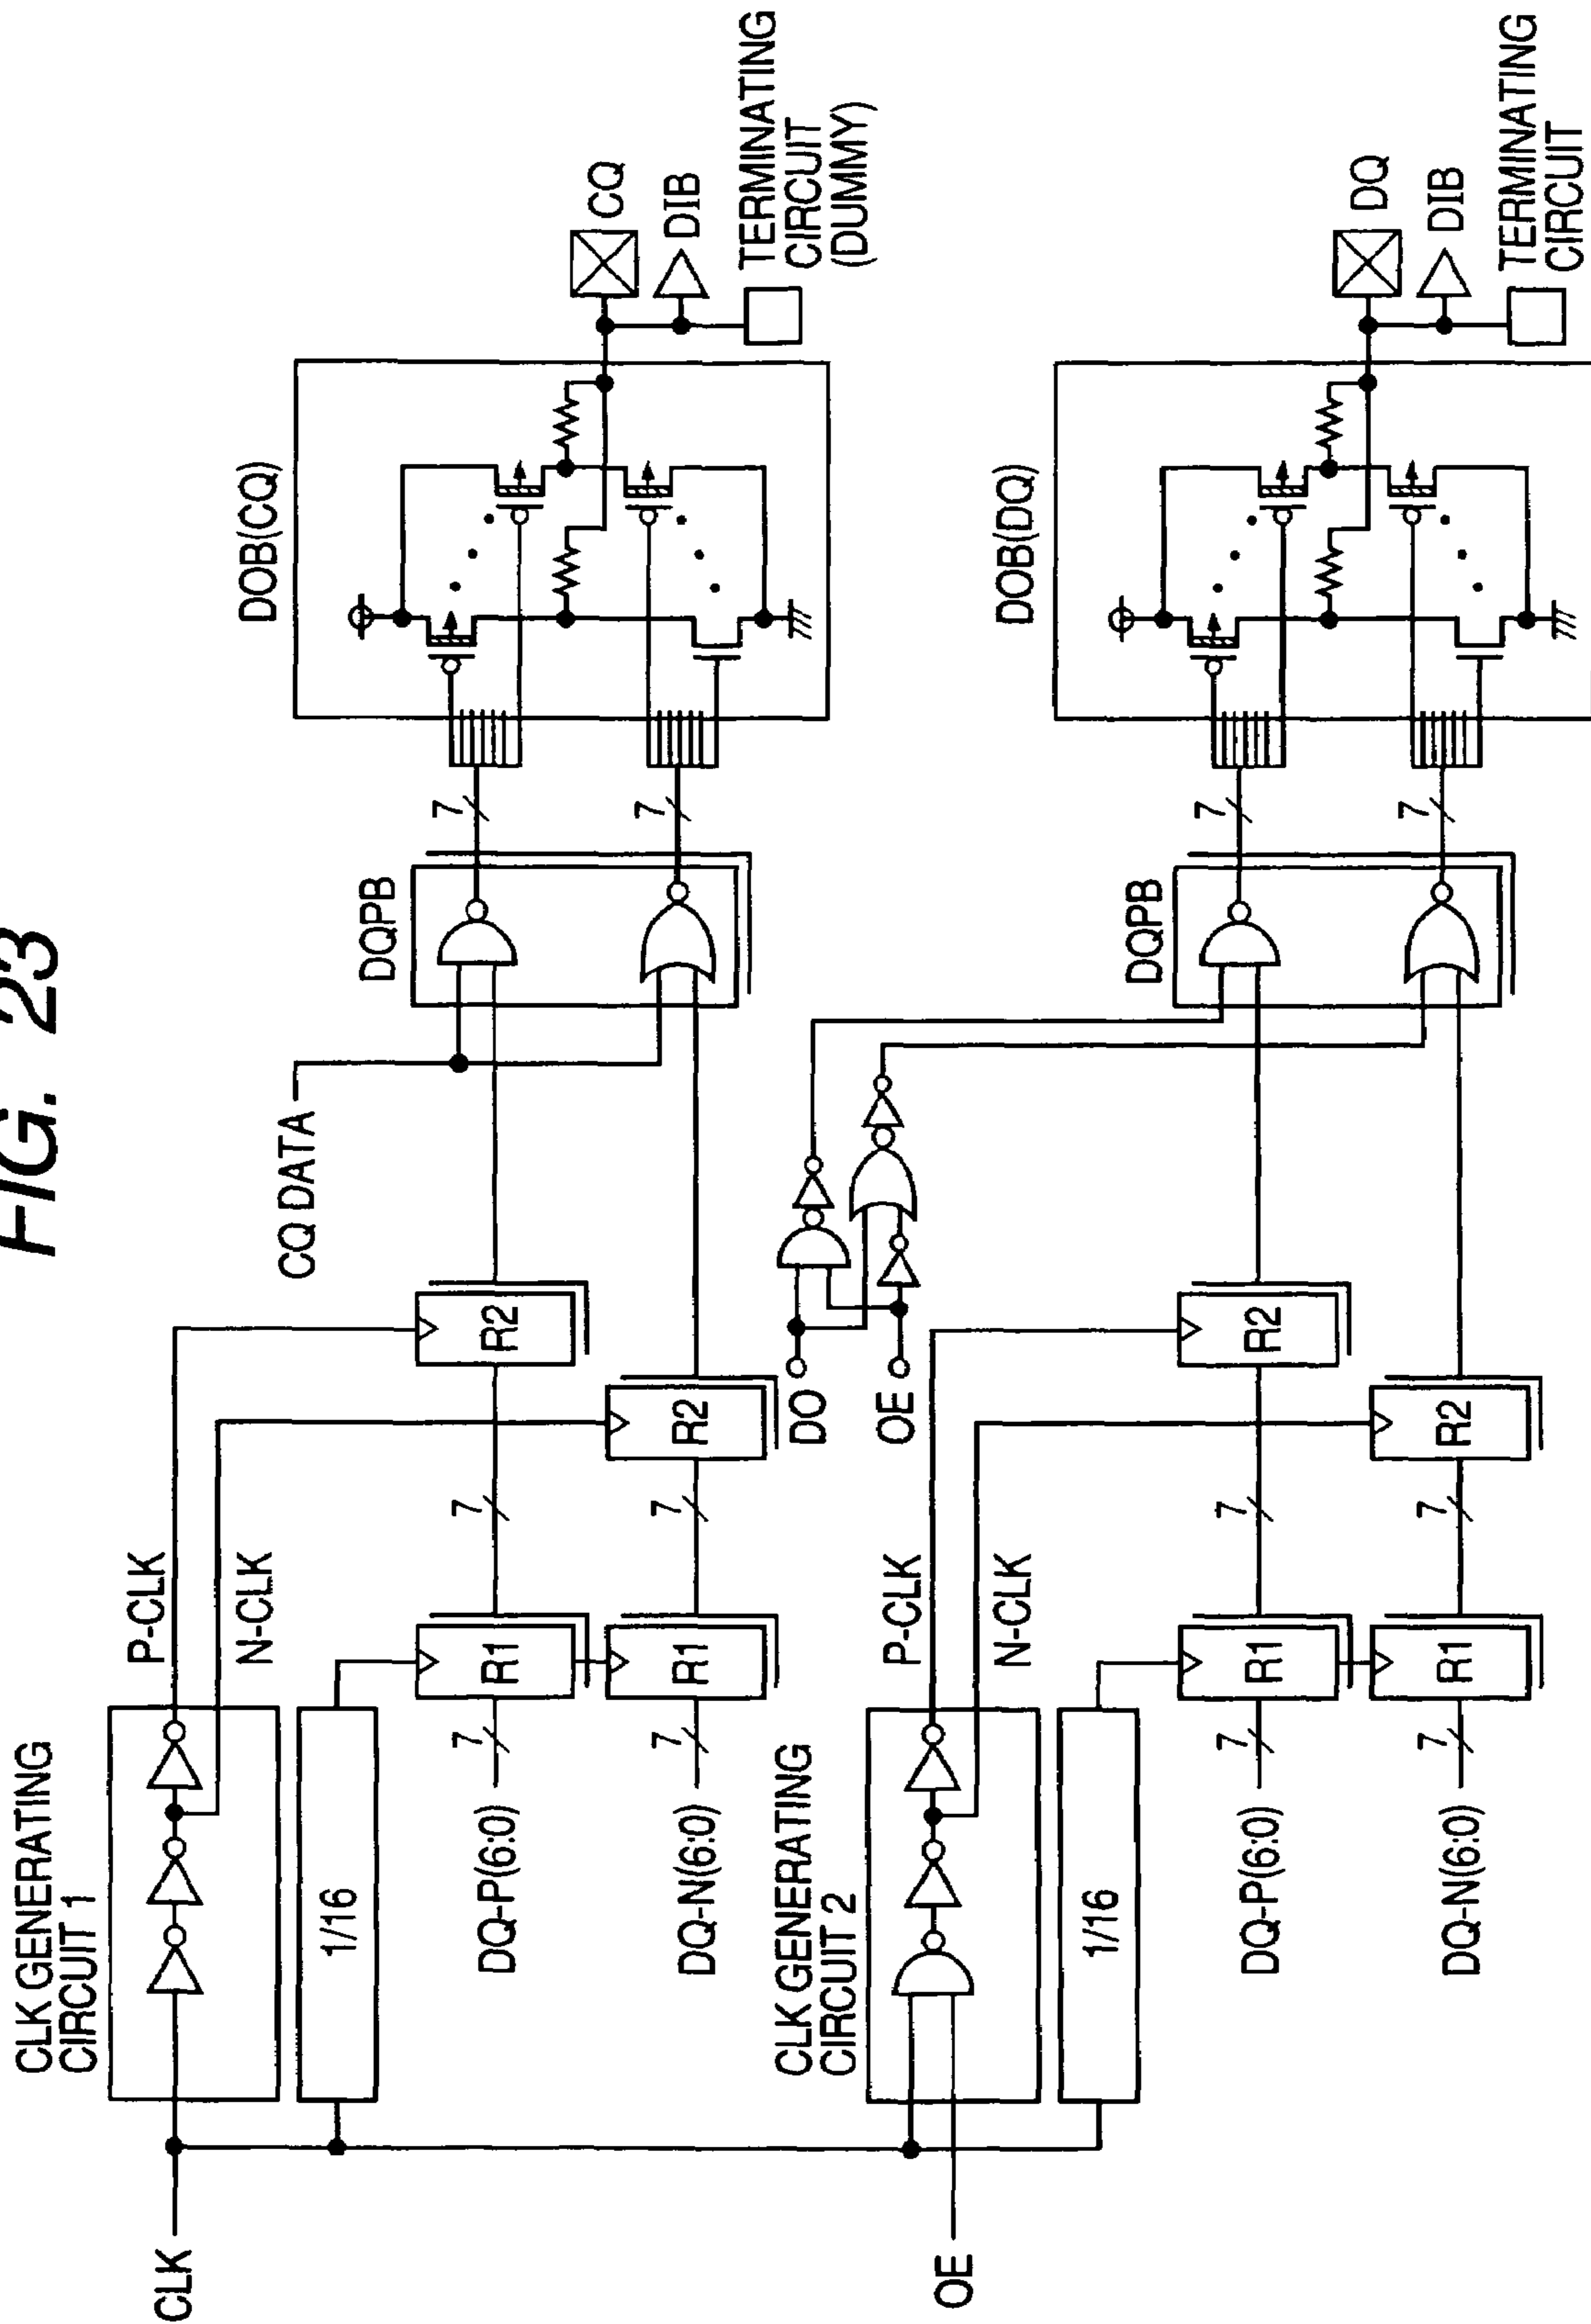 FIG. 23
CLK GENERATING
CIRCUIT 1
P-CLK
N-CLK
CQ DATA
DQPB
DOB(CQ)
CQ
DIB
TERMINATING
CIRCUIT
(DUMMY)
CLK
1/16
R1
R2
7
7
7
DQ-P(6:0)
7
R1
7
R2
7
DQ-N(6:0)
DO
OE
CLK GENERATING
CIRCUIT 2
P-CLK
N-CLK
DQPB
DOB(DQ)
DQ
DIB
TERMINATING
CIRCUIT
OE
1/16
R1
R2
7
7
7
DQ-P(6:0)
7
R1
7
R2
7
DQ-N(6:0)